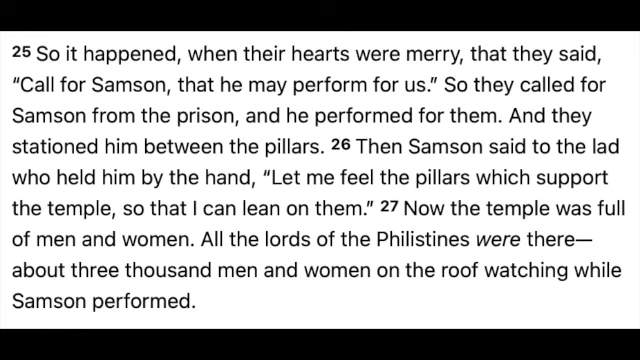 25 So it happened, when their hearts were merry, that they said,
“Call for Samson, that he may perform for us.” So they called for
Samson from the prison, and he performed for them. And they
stationed him between the pillars. 26 Then Samson said to the lad
who held him by the hand, “Let me feel the pillars which support
the temple, so that I can lean on them.” 27 Now the temple was full
of men and women. All the lords of the Philistines were there—
about three thousand men and women on the roof watching while
Samson performed.